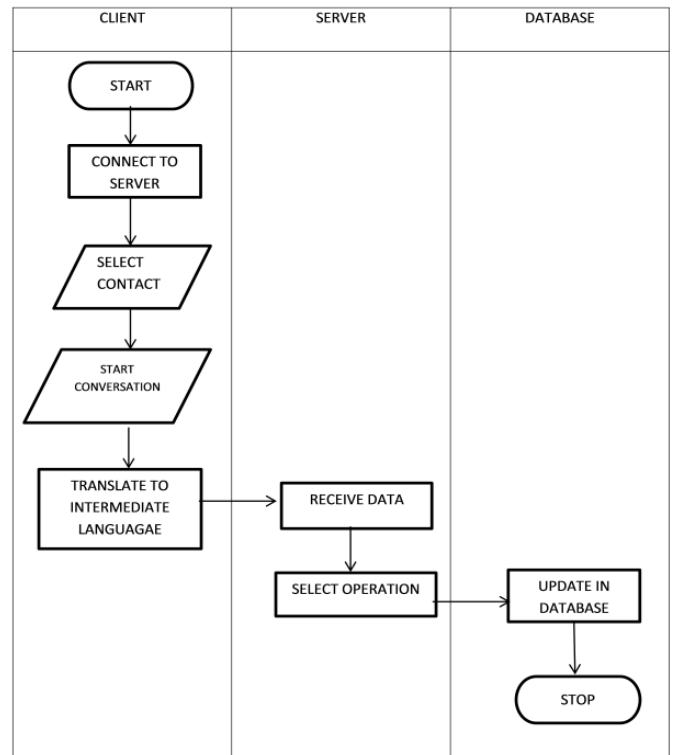 CLIENT
SERVER
DATABASE
START
CONNECT TO
SERVER
SELECT
CONTACT
START
CONVERSATION
TRANSLATE TO
INTERMEDIATE
LANGUAGAE
RECEIVE DATA
SELECT OPERATION
UPDATE IN
DATABASE
STOP